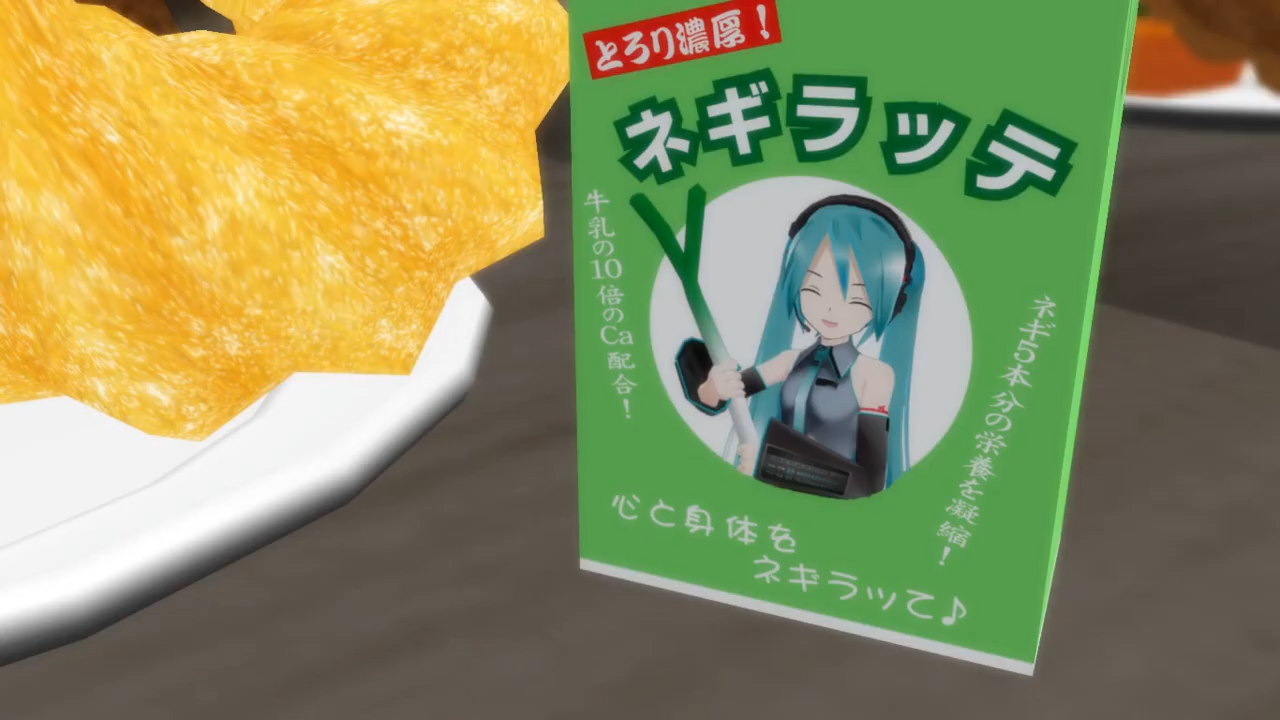 とろり濃厚！
ネギラッテ
牛乳の10倍のCa配合！
ネギ5本分の栄養を凝縮！
心と身体を
ネギラッて♪